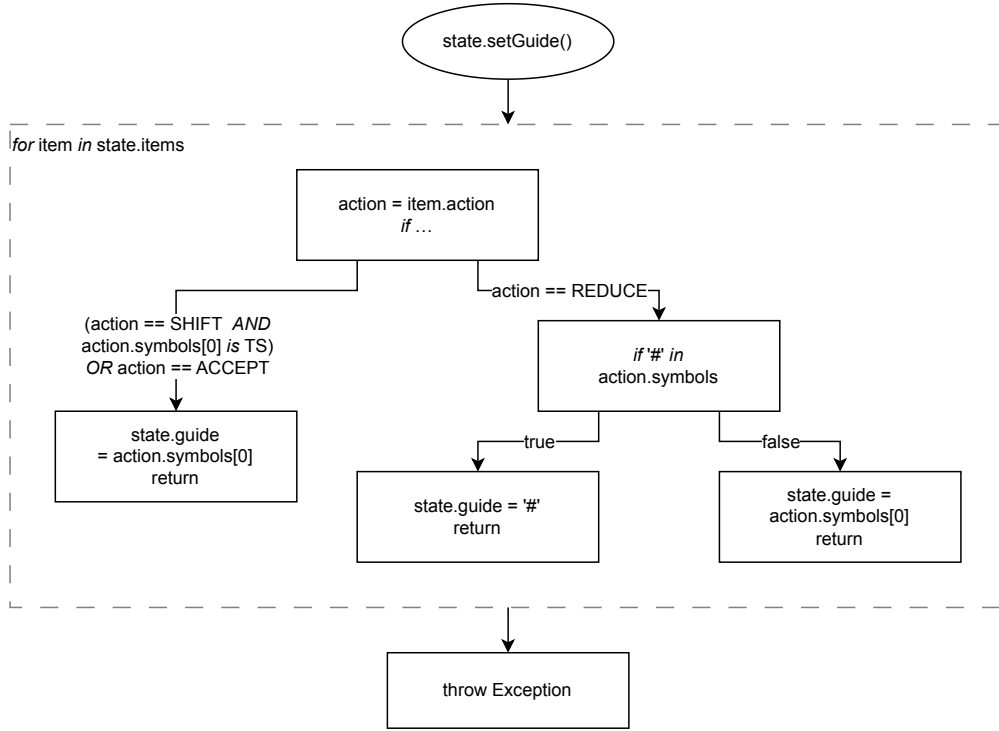 state.setGuide()
for item in state.items
action = item.action
if …
action == REDUCE
(action == SHIFT AND
action.symbols[0] is TS)
OR action == ACCEPT
if '#' in
action.symbols
state.guide
= action.symbols[0]
return
true
false
state.guide = '#'
return
state.guide =
action.symbols[0]
return
throw Exception